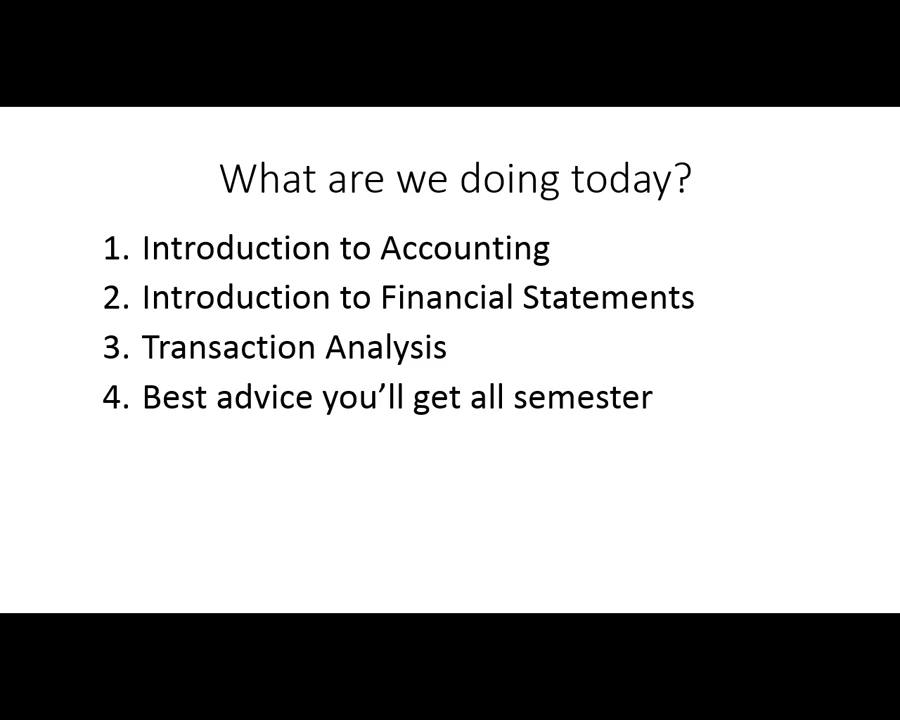 What are we doing today?
1. Introduction to Accounting
2. Introduction to Financial Statements
3. Transaction Analysis
4. Best advice you’ll get all semester